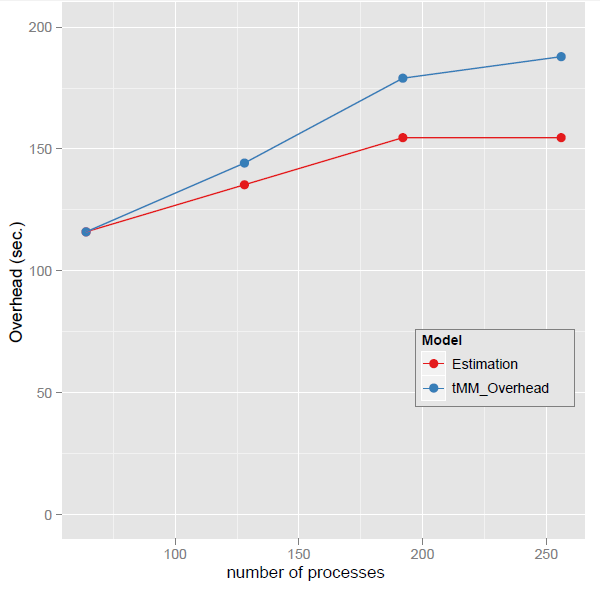 200
150
100
50
0
Overhead (sec.)
Model
Estimation
tMM_Overhead
100 150 200 250
number of processes